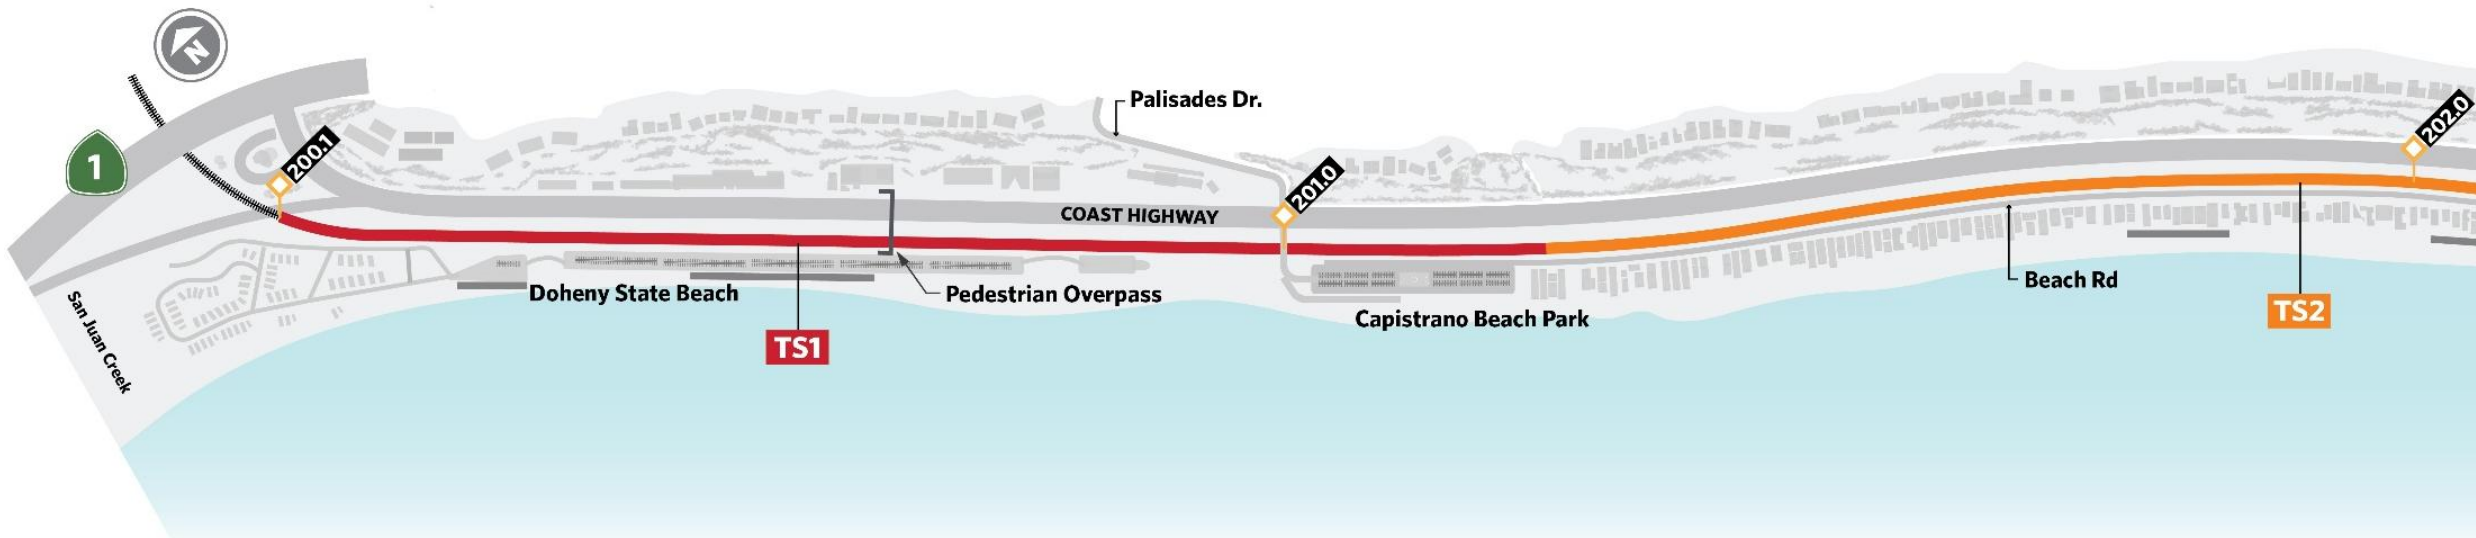 N
1
200.1
Palisades Dr.
201.0
202.0
COAST HIGHWAY
San Juan Creek
Doheny State Beach
Pedestrian Overpass
TS1
Capistrano Beach Park
Beach Rd
TS2